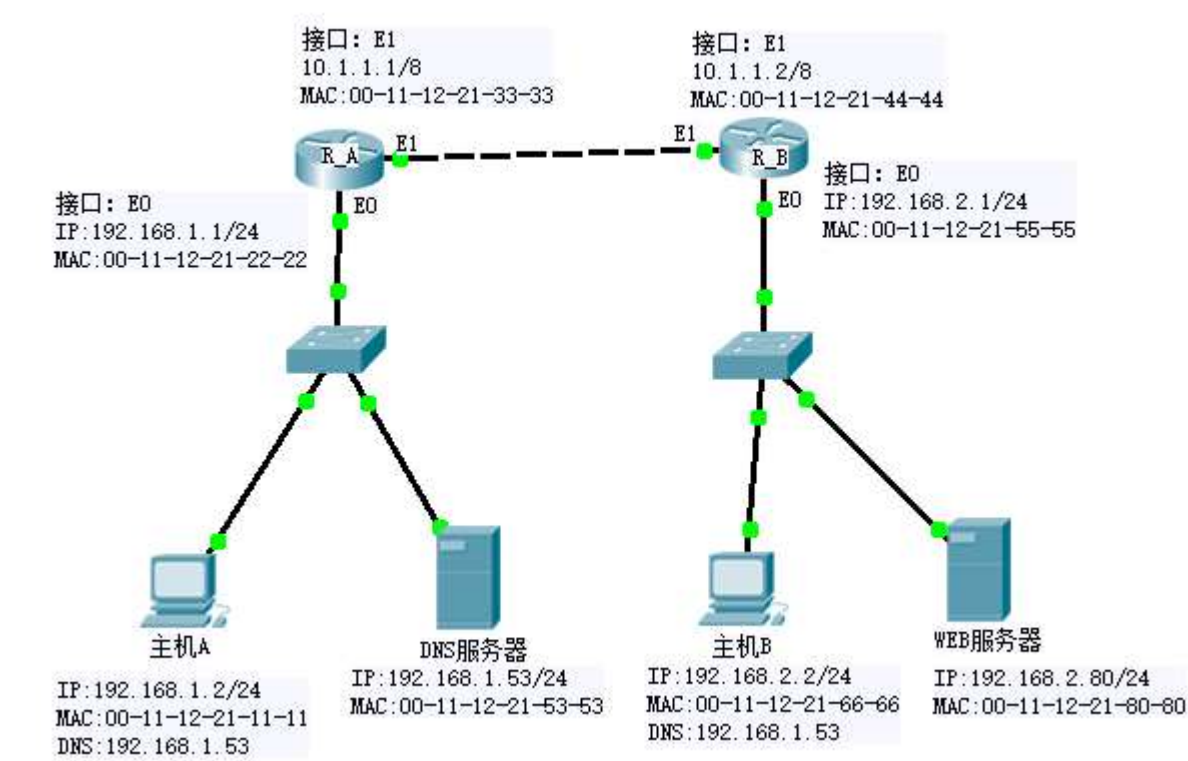 接口: E1
10.1.1.1/8
MAC:00-11-12-21-33-33
接口: E1
10.1.1.2/8
MAC:00-11-12-21-44-44
R_A
E1
E1
R_B
接口: E0
IP:192.168.1.1/24
MAC:00-11-12-21-22-22
E0
E0
接口: E0
IP:192.168.2.1/24
MAC:00-11-12-21-55-55
主机A
IP:192.168.1.2/24
MAC:00-11-12-21-11-11
DNS:192.168.1.53
DNS服务器
IP:192.168.1.53/24
MAC:00-11-12-21-53-53
主机B
IP:192.168.2.2/24
MAC:00-11-12-21-66-66
DNS:192.168.1.53
WEB服务器
IP:192.168.2.80/24
MAC:00-11-12-21-80-80